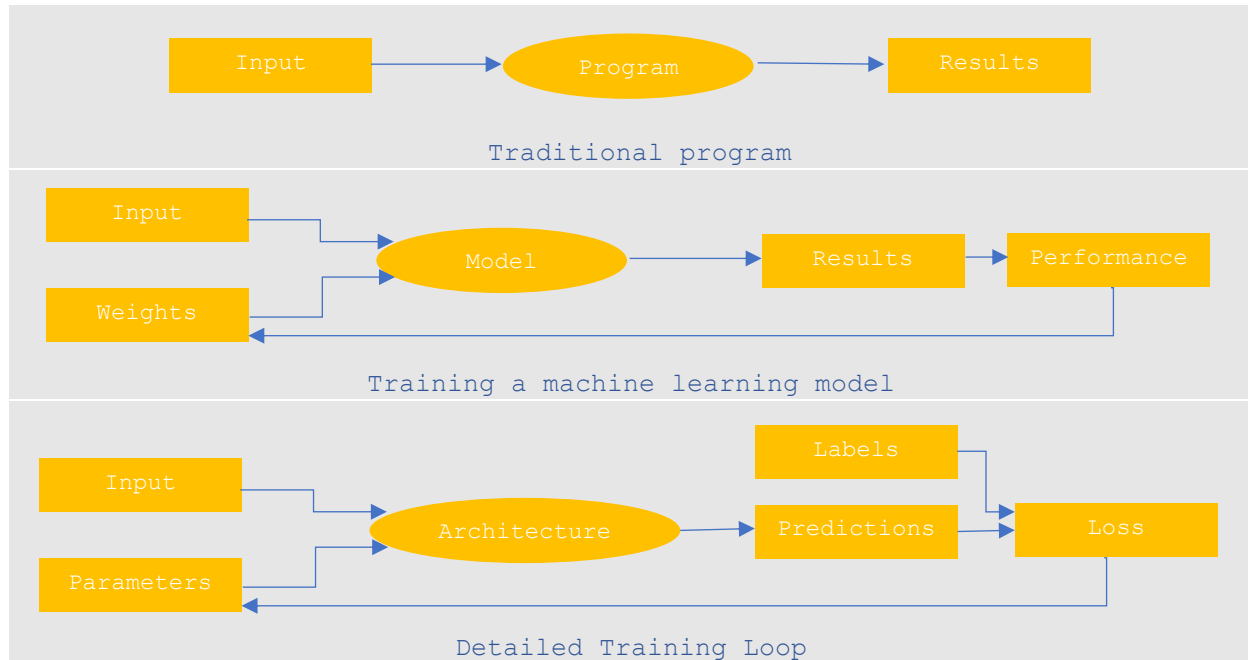 Input
Program
Results
Traditional program
Input
Model
Results
Performance
Weights
Training a machine learning model
Labels
Input
Architecture
Predictions
Loss
Parameters
Detailed Training Loop